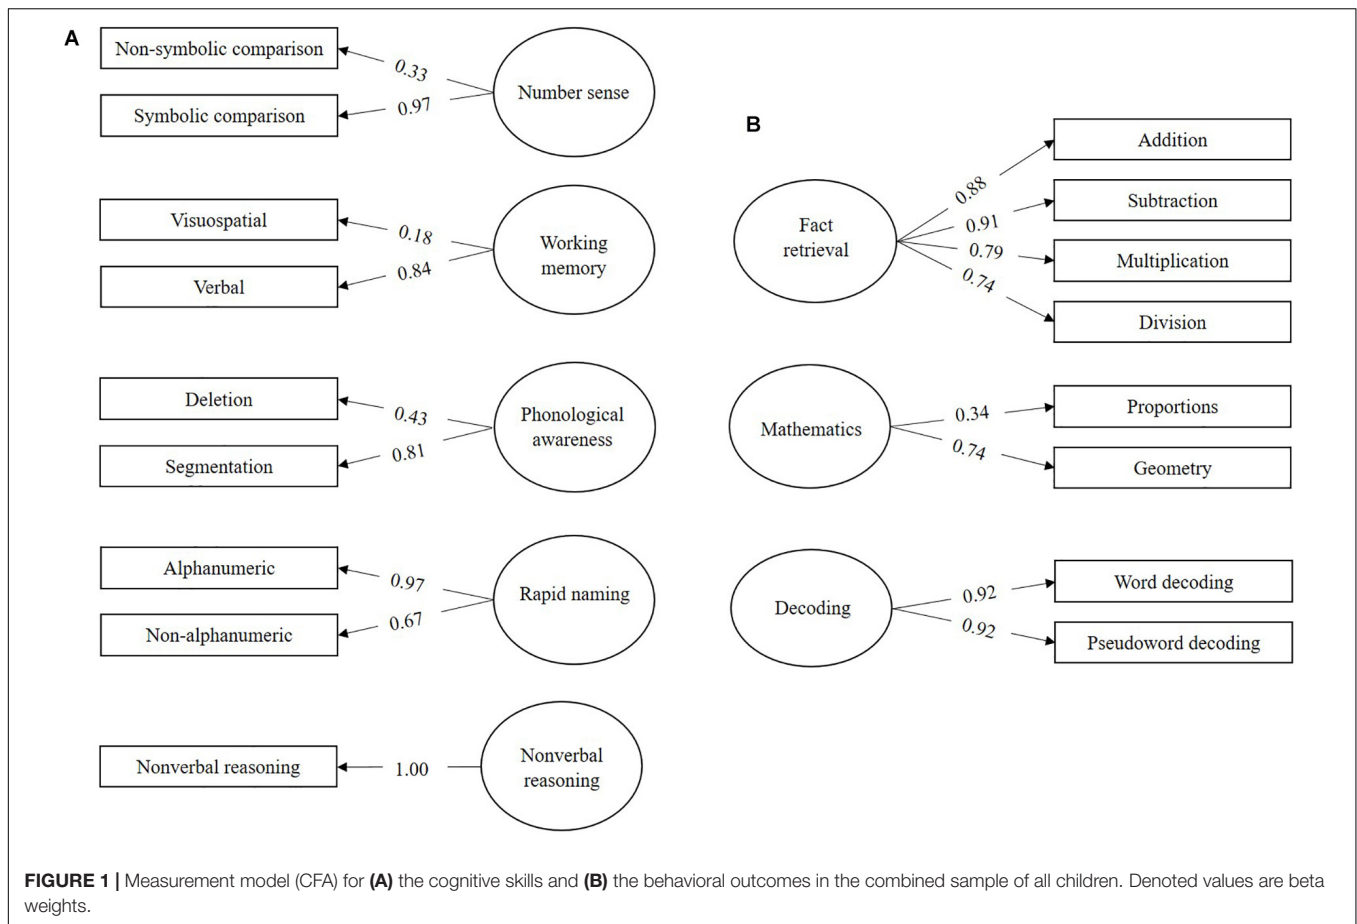 A
Non-symbolic comparison
0.33
Symbolic comparison
0.97
Number sense
Visuospatial
0.18
Verbal
0.84
Working
memory
Deletion
0.43
Segmentation
0.81
Phonological
awareness
Alphanumeric
0.97
Non-alphanumeric
0.67
Rapid naming
Nonverbal reasoning
1.00
Nonverbal
reasoning
B
Fact
retrieval
0.88
Addition
0.91
Subtraction
0.79
Multiplication
0.74
Division
Mathematics
0.34
Proportions
0.74
Geometry
Decoding
0.92
Word decoding
0.92
Pseudoword decoding
FIGURE 1 | Measurement model (CFA) for (A) the cognitive skills and (B) the behavioral outcomes in the combined sample of all children. Denoted values are beta
weights.